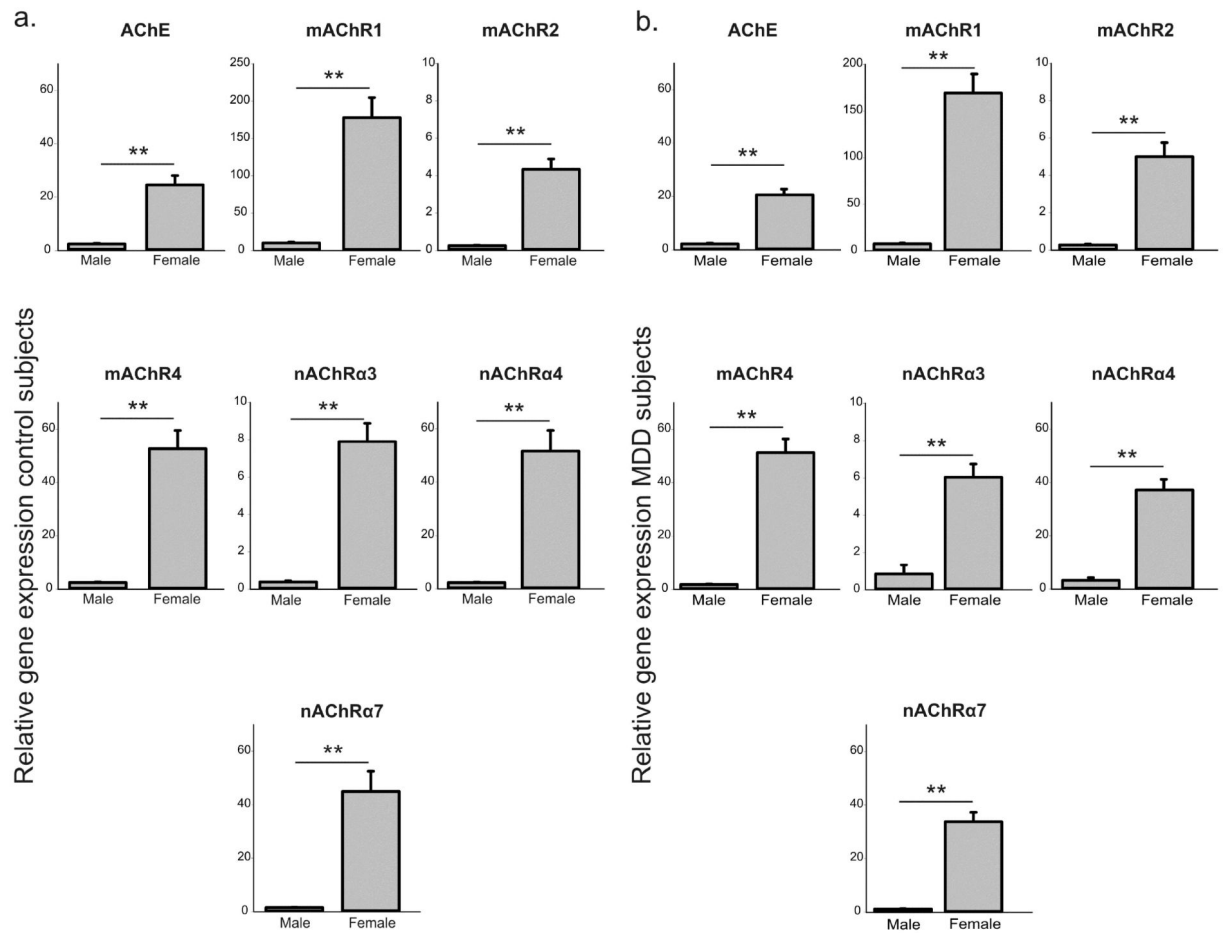 a.
Relative gene expression control subjects
AChE
60
40
20
0
**
Male Female
mAChR1
250
200
150
100
50
0
**
Male Female
mAChR2
10
8
6
4
2
0
**
Male Female
mAChR4
60
40
20
0
**
Male Female
nAChRα3
10
8
6
4
2
0
**
Male Female
nAChRα4
60
40
20
0
**
Male Female
nAChRα7
60
40
20
0
**
Male Female
b.
Relative gene expression MDD subjects
AChE
60
40
20
0
**
Male Female
mAChR1
200
150
100
50
0
**
Male Female
mAChR2
10
8
6
4
2
0
**
Male Female
mAChR4
60
40
20
0
**
Male Female
nAChRα3
10
8
6
4
2
0
**
Male Female
nAChRα4
60
40
20
0
**
Male Female
nAChRα7
60
40
20
0
**
Male Female